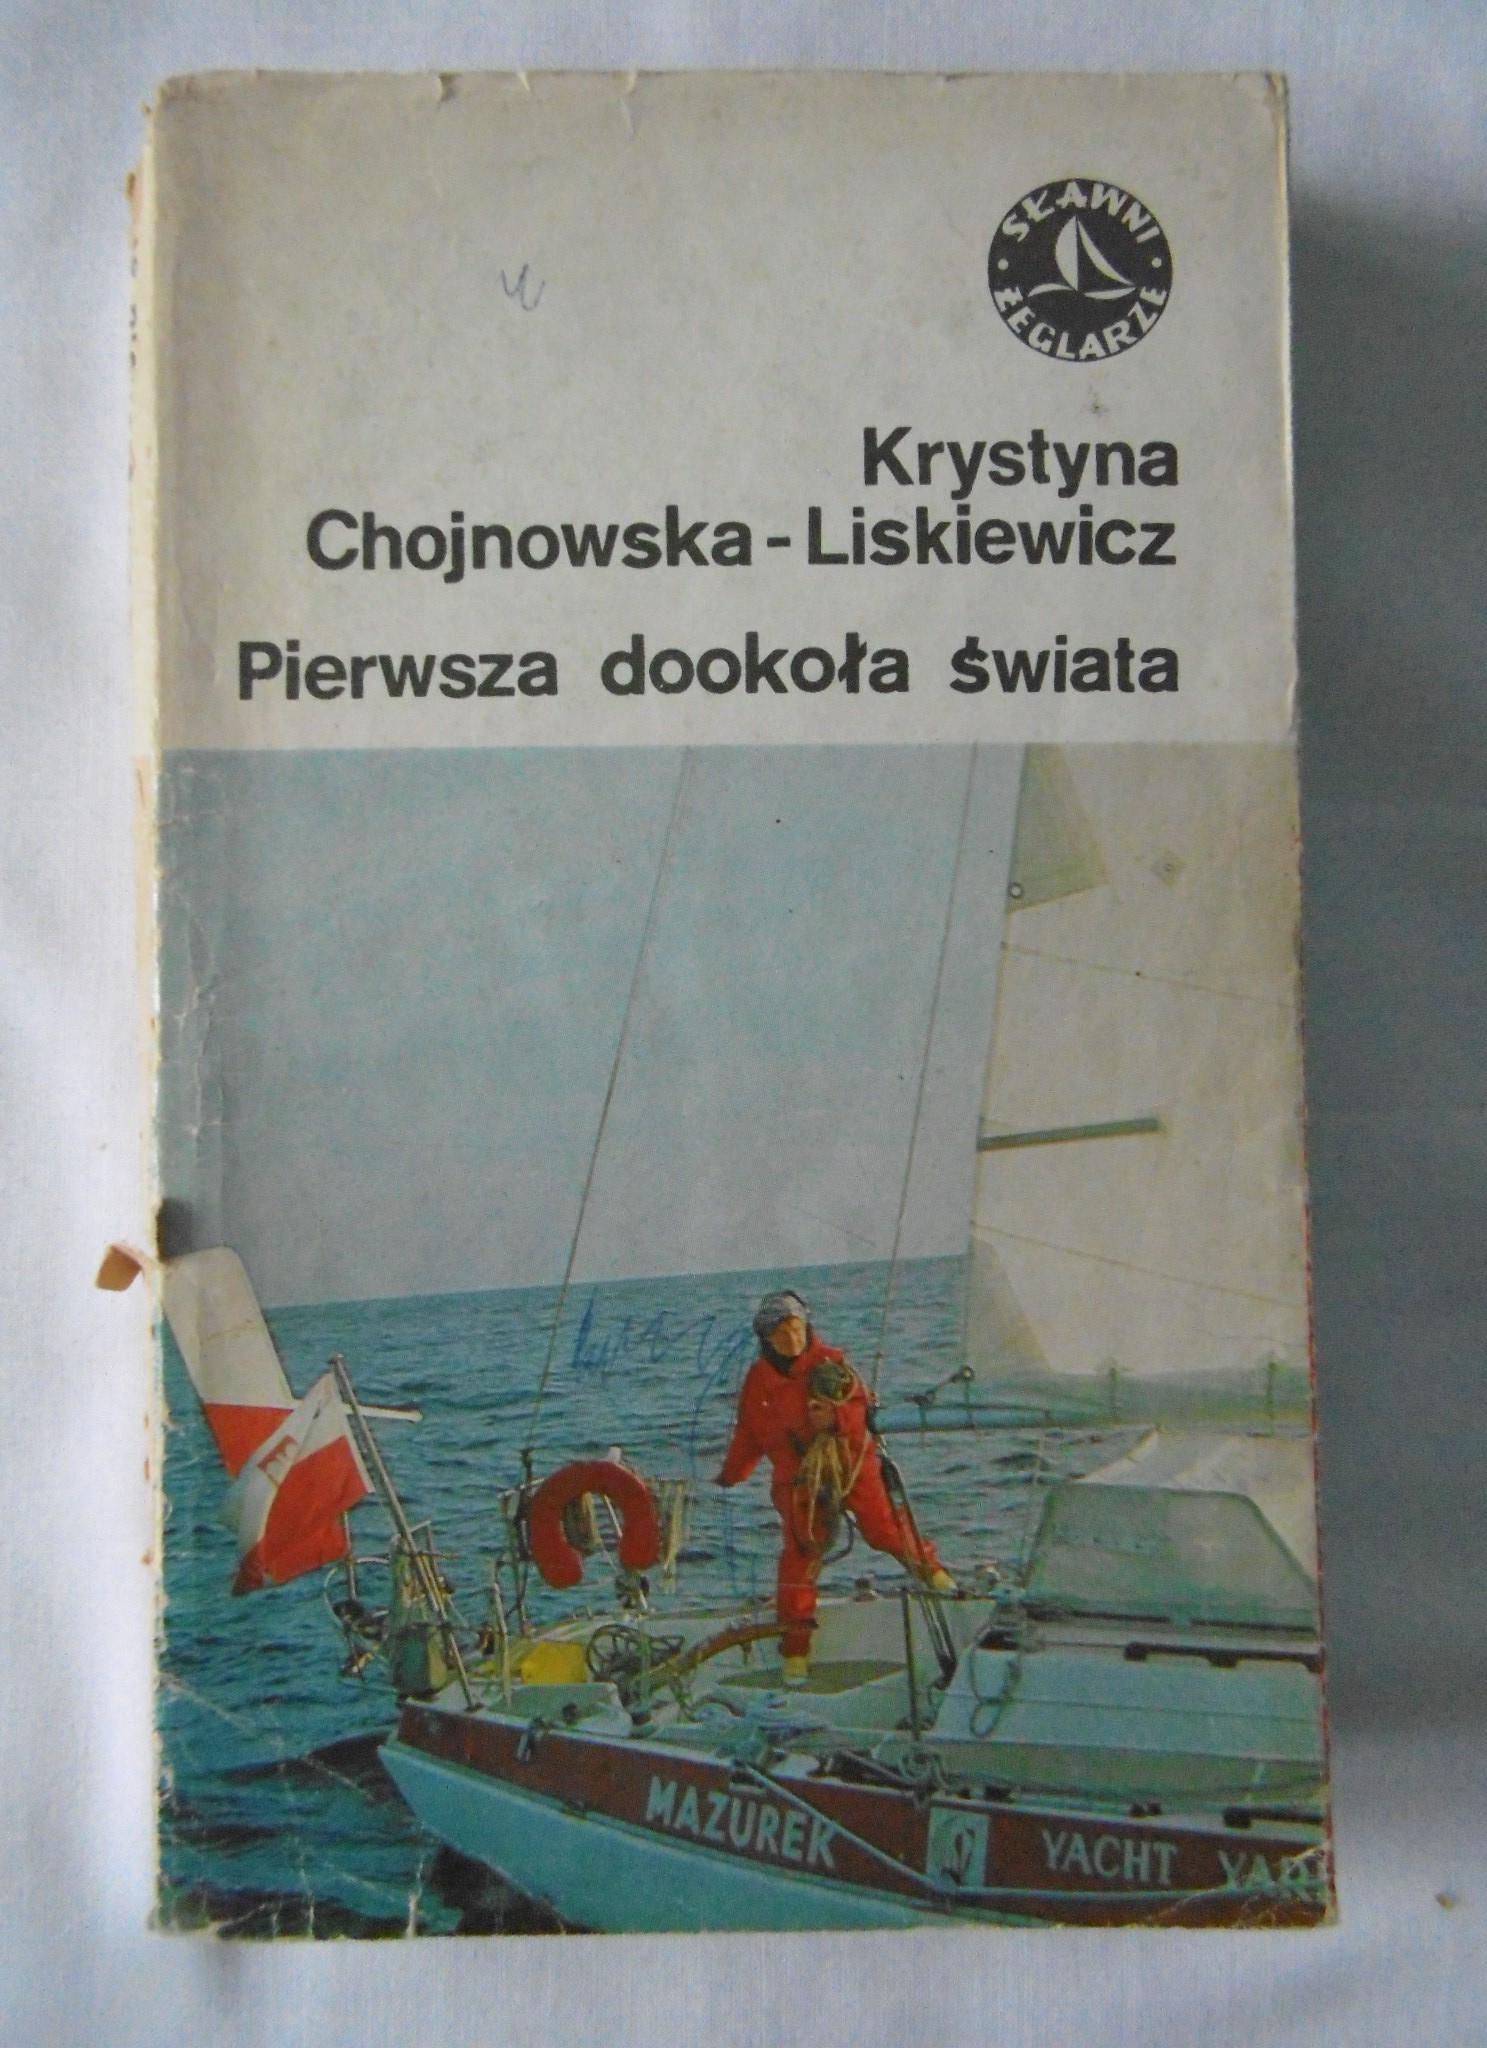 SŁAWNI
ŻEGLARZE
Krystyna
Chojnowska-Liskiewicz
Pierwsza dookoła świata
MAZUREK
YACHT